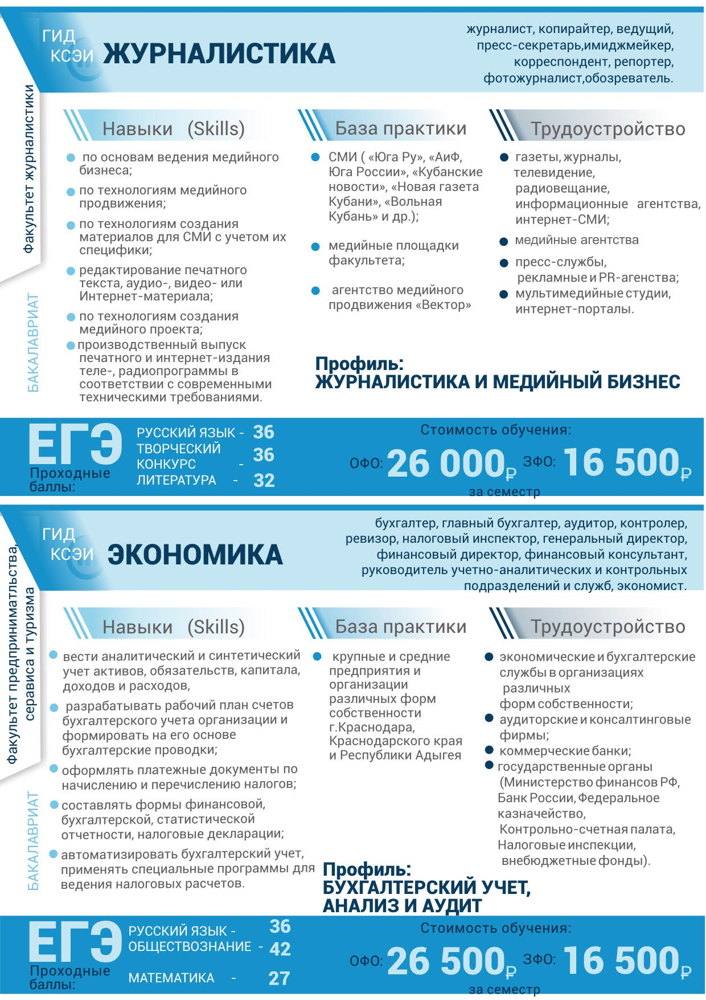 ГИД
КСЭИ
ЖУРНАЛИСТИКА
журналист, копирайтер, ведущий,
пресс-секретарь,имиджмейкер,
корреспондент, репортер,
фотожурналист,обозреватель.
Факультет журналистики
БАКАЛАВРИАТ
Навыки (Skills)
по основам ведения медийного
бизнеса;
по технологиям медийного
продвижения;
по технологиям создания
материалов для СМИ с учетом их
специфики;
редактирование печатного
текста, аудио-, видео- или
Интернет-материала;
по технологиям создания
медийного проекта;
производственный выпуск
печатного и интернет-издания
теле-, радиопрограммы в
соответствии с современными
техническими требованиями.
База практики
СМИ ( «Юга Ру», «АиФ,
Юга России», «Кубанские
новости», «Новая газета
Кубани», «Вольная
Кубань» и др.);
медийные площадки
факультета;
агентство медийного
продвижения «Вектор»
Трудоустройство
газеты, журналы,
телевидение,
радиовещание,
информационные агентства,
интернет-СМИ;
медийные агентства
пресс-службы,
рекламные и PR-агенства;
мультимедийные студии,
интернет-порталы.
Профиль:
ЖУРНАЛИСТИКА И МЕДИЙНЫЙ БИЗНЕС
ЕГЭ
Проходные
баллы:
РУССКИЙ ЯЗЫК - 36
ТВОРЧЕСКИЙ
КОНКУРС - 36
ЛИТЕРАТУРА - 32
Стоимость обучения:
ОФО: 26 000₽ ЗФО: 16 500₽
за семестр
ГИД
КСЭИ
ЭКОНОМИКА
бухгалтер, главный бухгалтер, аудитор, контролер,
ревизор, налоговый инспектор, генеральный директор,
финансовый директор, финансовый консультант,
руководитель учетно-аналитических и контрольных
подразделений и служб, экономист.
Факультет предприниматльства,
серависа и туризма
БАКАЛАВРИАТ
Навыки (Skills)
вести аналитический и синтетический
учет активов, обязательств, капитала,
доходов и расходов,
разрабатывать рабочий план счетов
бухгалтерского учета организации и
формировать на его основе
бухгалтерские проводки;
оформлять платежные документы по
начислению и перечислению налогов;
составлять формы финансовой,
бухгалтерской, статистической
отчетности, налоговые декларации;
автоматизировать бухгалтерский учет,
применять специальные программы для
ведения налоговых расчетов.
База практики
крупные и средние
предприятия и
организации
различных форм
собственности
г.Краснодара,
Краснодарского края
и Республики Адыгея
Трудоустройство
экономические и бухгалтерские
службы в организациях
различных
форм собственности;
аудиторские и консалтинговые
фирмы;
коммерческие банки;
государственные органы
(Министерство финансов РФ,
Банк России, Федеральное
казначейство,
Контрольно-счетная палата,
Налоговые инспекции,
внебюджетные фонды).
Профиль:
БУХГАЛТЕРСКИЙ УЧЕТ,
АНАЛИЗ И АУДИТ
ЕГЭ
Проходные
баллы:
РУССКИЙ ЯЗЫК - 36
ОБЩЕСТВОЗНАНИЕ - 42
МАТЕМАТИКА - 27
Стоимость обучения:
ОФО: 26 500₽ ЗФО: 16 500₽
за семестр